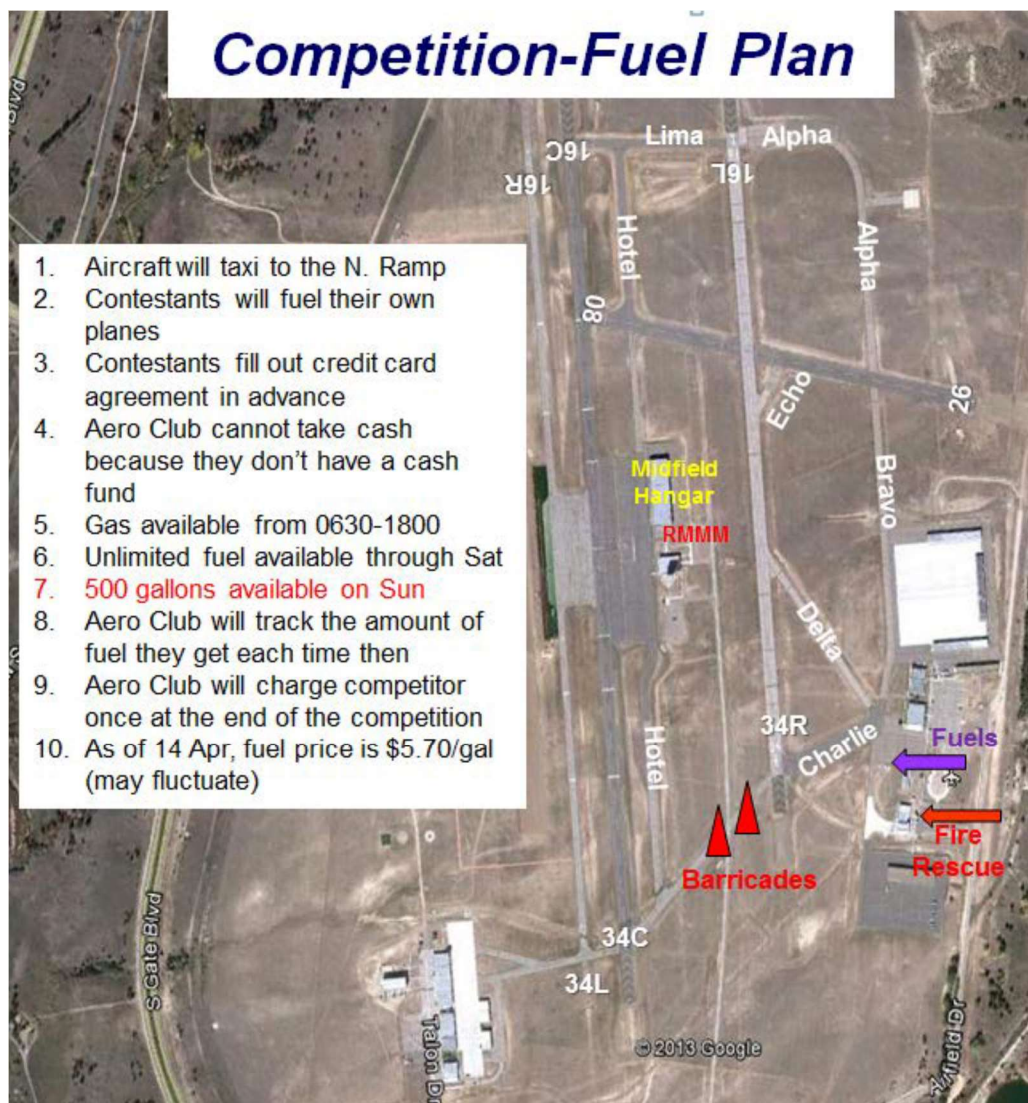 Competition-Fuel Plan
1. Aircraft will taxi to the N. Ramp
2. Contestants will fuel their own
planes
3. Contestants fill out credit card
agreement in advance
4. Aero Club cannot take cash
because they don't have a cash
fund
5. Gas available from 0630-1800
6. Unlimited fuel available through Sat
7. 500 gallons available on Sun
8. Aero Club will track the amount of
fuel they get each time then
9. Aero Club will charge competitor
once at the end of the competition
10. As of 14 Apr, fuel price is $5.70/gal
(may fluctuate)
Blvd
Lima
Alpha
16C
16R
16L
Hotel
Alpha
08
Echo
26
Midfield
Hangar
RMMM
Bravo
Delta
34R
Charlie
Hotel
Fuels
Fire
Rescue
Barricades
34C
34L
S Gate Blvd
Talon Dr
© 2013 Google